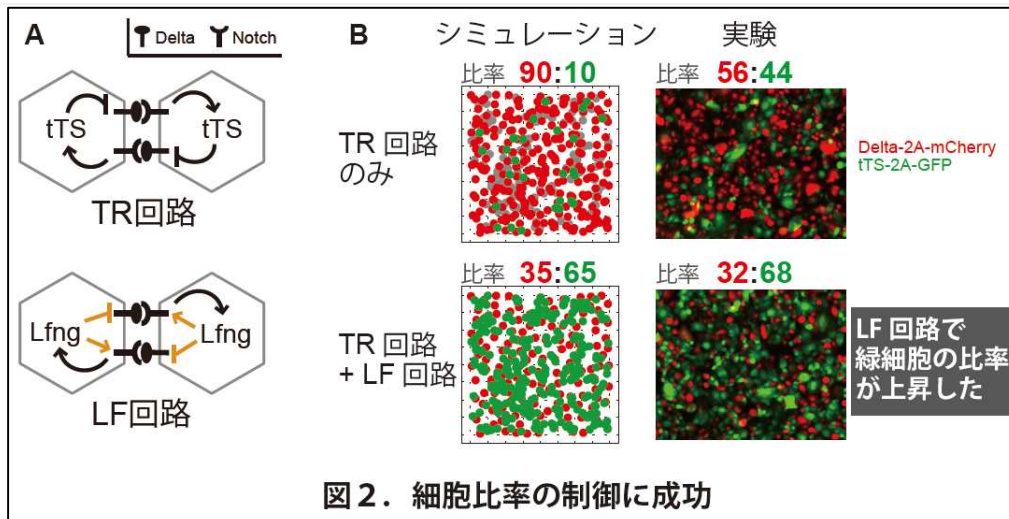 A
Delta Notch
tTS
tTS
TR回路
Lfng
Lfng
LF回路
B
シミュレーション
実験
比率 90:10
比率 56:44
TR 回路
のみ
Delta-2A-mCherry
tTS-2A-GFP
比率 35:65
比率 32:68
TR 回路
+ LF 回路
LF 回路で
緑細胞の比率
が上昇した
図２．細胞比率の制御に成功